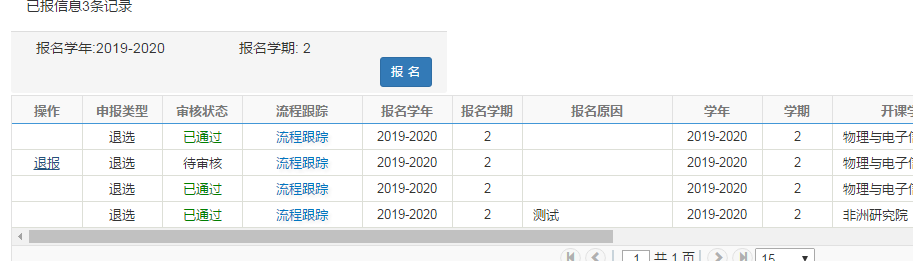 已报信息3条记录
报名学年:2019-2020 报名学期: 2
报 名
操作 申报类型 审核状态 流程跟踪 报名学年 报名学期 报名原因 学年 学期 开课学
退选 已通过 流程跟踪 2019-2020 2 2019-2020 2 物理与电子信
退报 退选 待审核 流程跟踪 2019-2020 2 2019-2020 2 物理与电子信
退选 已通过 流程跟踪 2019-2020 2 2019-2020 2 物理与电子信
退选 已通过 流程跟踪 2019-2020 2 测试 2019-2020 2 非洲研究院
1 共 1 页 15